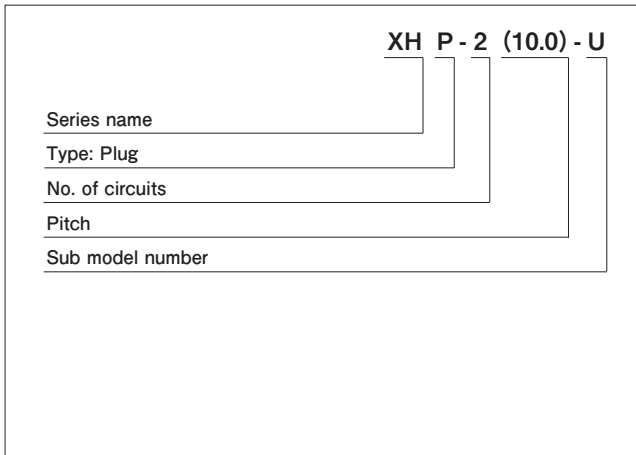 XH P - 2 (10.0) - U
Series name
Type: Plug
No. of circuits
Pitch
Sub model number